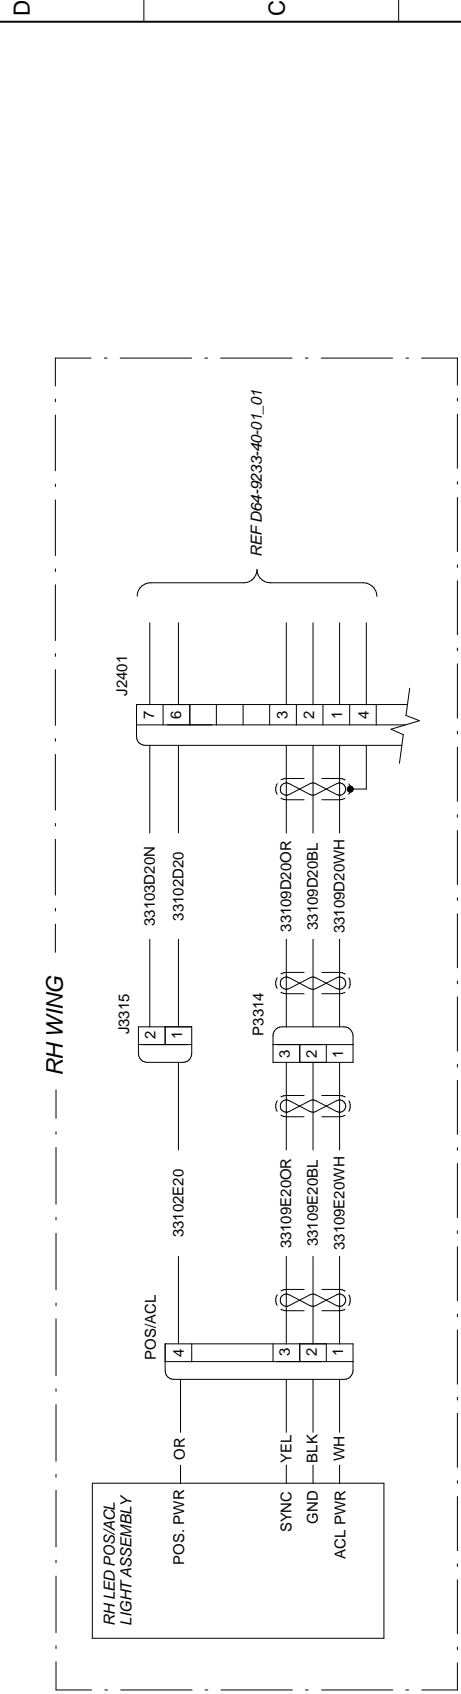 D
C
RH WING
RH LED POS/ACL
LIGHT ASSEMBLY
POS. PWR
SYNC
GND
ACL PWR
OR
YEL
BLK
WH
POS/ACL
4
3
2
1
33102E20
33109E20OR
33109E20BL
33109E20WH
J3315
2
1
P3314
3
2
1
33103D20N
33102D20
33109D20OR
33109D20BL
33109D20WH
J2401
7
6
3
2
1
4
REF D64-9233-40-01_01